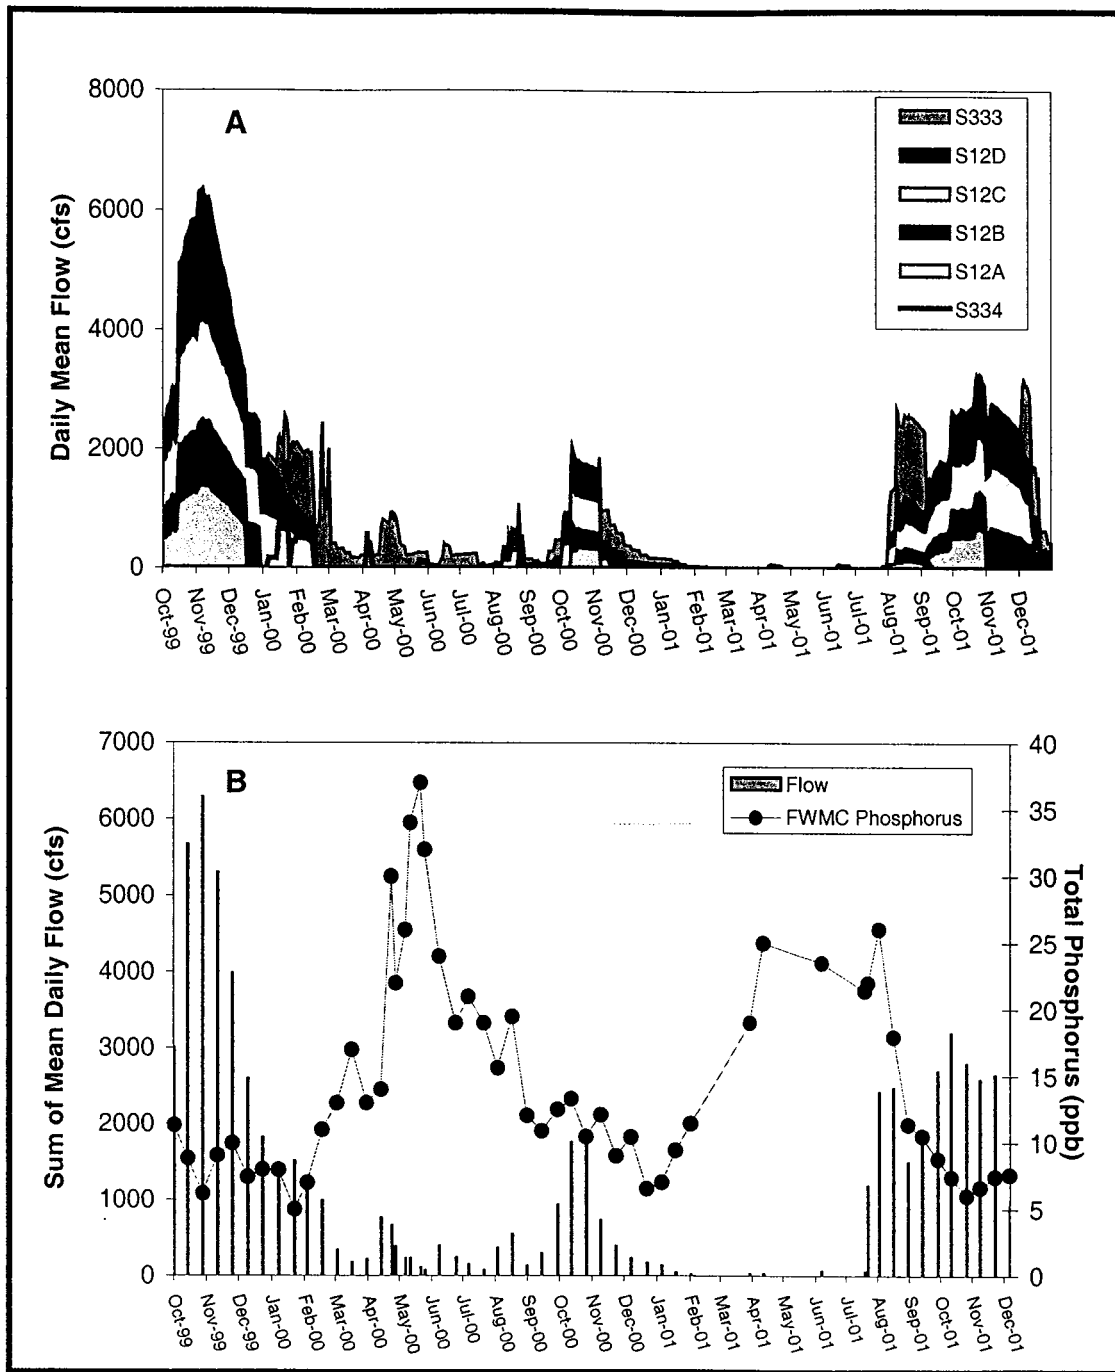 A
8000
6000
4000
2000
0
Daily Mean Flow (cfs)
S333
S12D
S12C
S12B
S12A
S334
Oct-99
Nov-99
Dec-99
Jan-00
Feb-00
Mar-00
Apr-00
May-00
Jun-00
Jul-00
Aug-00
Sep-00
Oct-00
Nov-00
Dec-00
Jan-01
Feb-01
Mar-01
Apr-01
May-01
Jun-01
Jul-01
Aug-01
Sep-01
Oct-01
Nov-01
Dec-01
B
7000
6000
5000
4000
3000
2000
1000
0
Sum of Mean Daily Flow (cfs)
Flow
FWMC Phosphorus
40
35
30
25
20
15
10
5
0
Total Phosphorus (ppb)
Oct-99
Nov-99
Dec-99
Jan-00
Feb-00
Mar-00
Apr-00
May-00
Jun-00
Jul-00
Aug-00
Sep-00
Oct-00
Nov-00
Dec-00
Jan-01
Feb-01
Mar-01
Apr-01
May-01
Jun-01
Jul-01
Aug-01
Sep-01
Oct-01
Nov-01
Dec-01